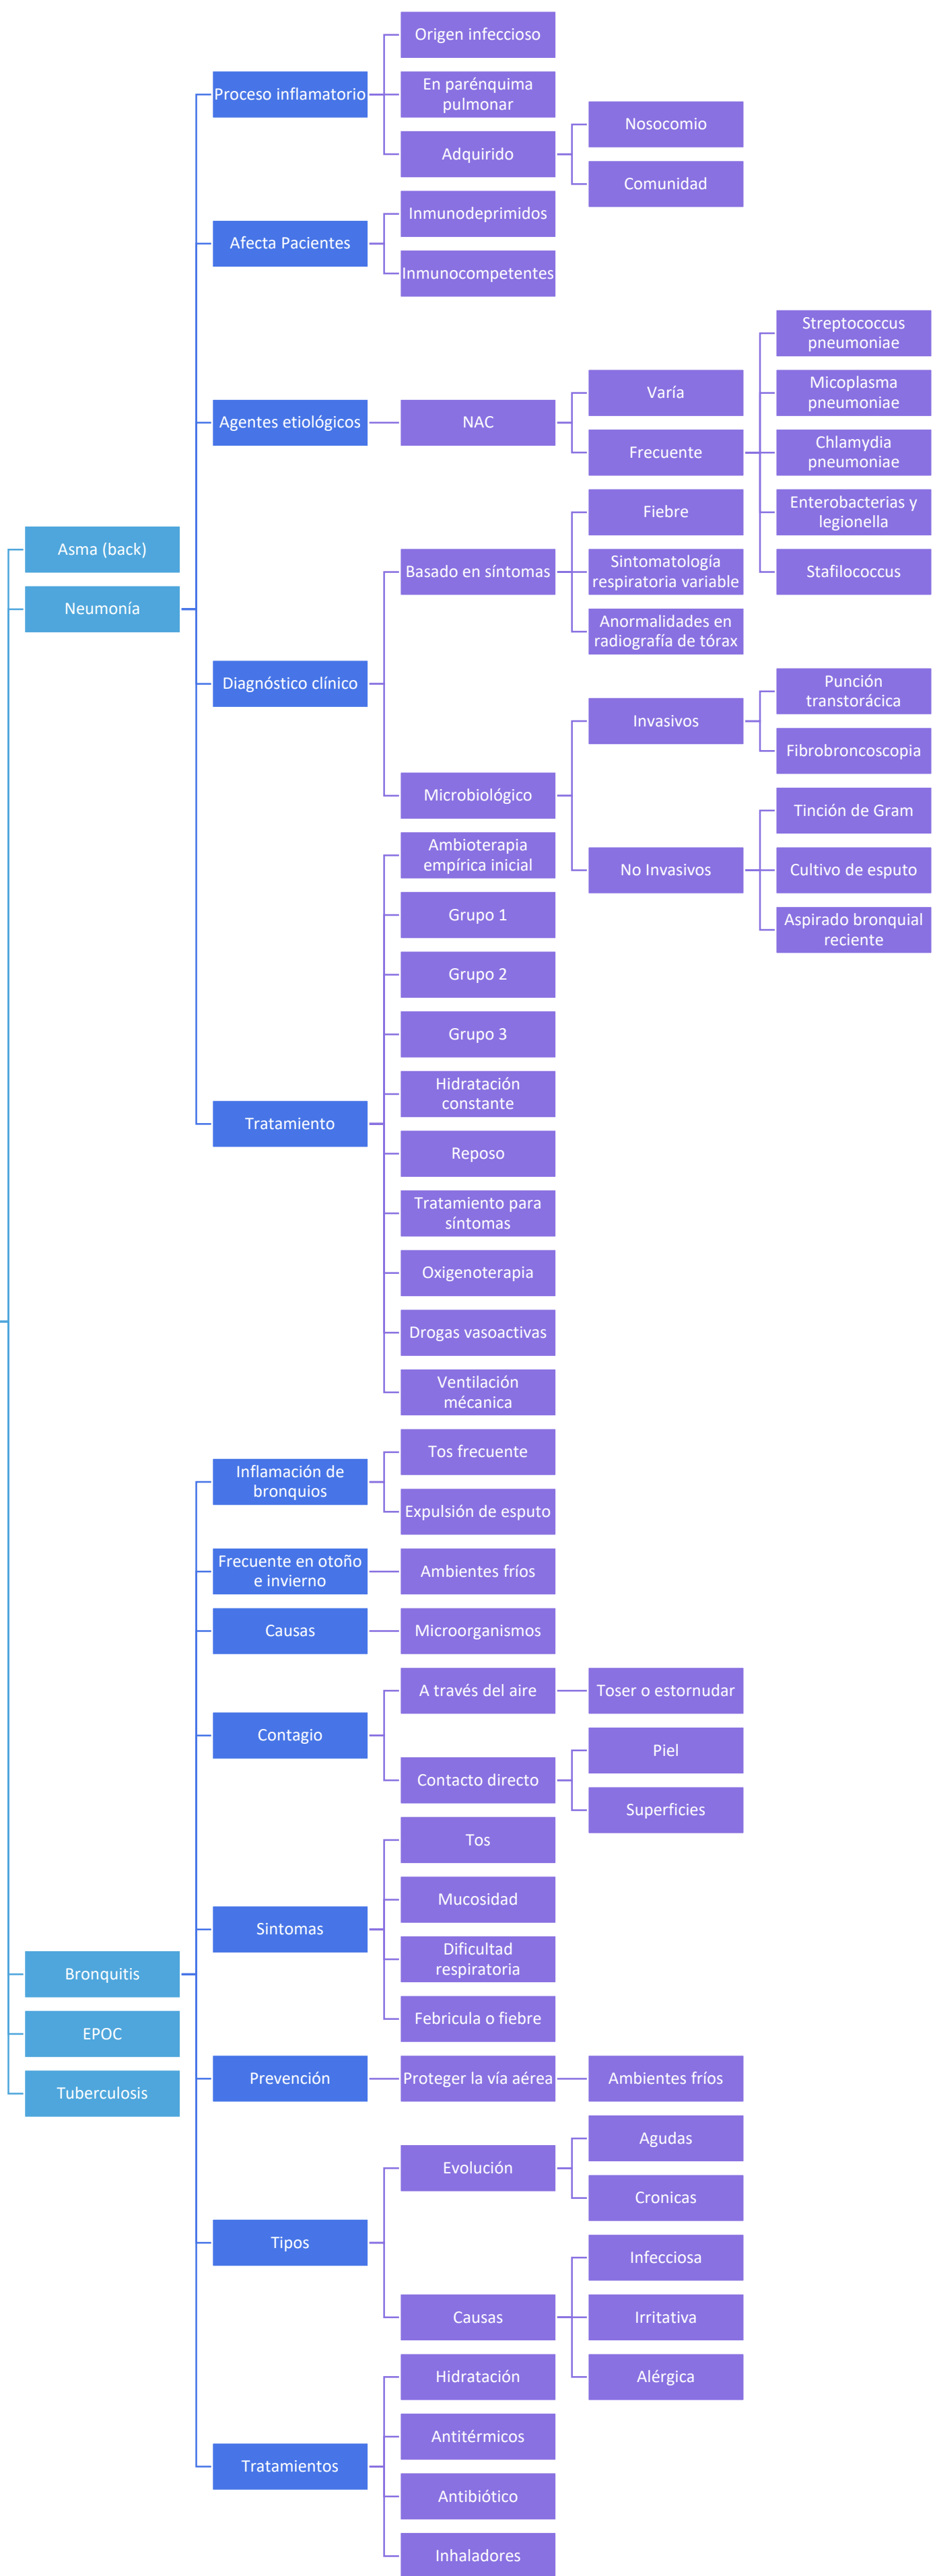 Origen infeccioso
Proceso inflamatorio
En parénquima
pulmonar
Adquirido
Nosocomio
Comunidad
Afecta Pacientes
Inmunodeprimidos
Inmunocompetentes
Agentes etiológicos
NAC
Varía
Frecuente
Streptococcus
pneumoniae
Micoplasma
pneumoniae
Chlamydia
pneumoniae
Enterobacterias y
legionella
Stafilococcus
Asma (back)
Neumonía
Diagnóstico clínico
Basado en síntomas
Fiebre
Sintomatología
respiratoria variable
Anormalidades en
radiografía de tórax
Microbiológico
Invasivos
Punción
transtorácica
Fibrobroncoscopia
No Invasivos
Tinción de Gram
Cultivo de esputo
Aspirado bronquial
reciente
Tratamiento
Ambioterapia
empírica inicial
Grupo 1
Grupo 2
Grupo 3
Hidratación
constante
Reposo
Tratamiento para
síntomas
Oxigenoterapia
Drogas vasoactivas
Ventilación
mécanica
Bronquitis
Inflamación de
bronquios
Tos frecuente
Expulsión de esputo
Frecuente en otoño
e invierno
Ambientes fríos
Causas
Microorganismos
Contagio
A través del aire
Toser o estornudar
Contacto directo
Piel
Superficies
Sintomas
Tos
Mucosidad
Dificultad
respiratoria
Febricula o fiebre
Prevención
Proteger la vía aérea
Ambientes fríos
Tipos
Evolución
Agudas
Cronicas
Causas
Infecciosa
Irritativa
Alérgica
Tratamientos
Hidratación
Antitérmicos
Antibiótico
Inhaladores
EPOC
Tuberculosis